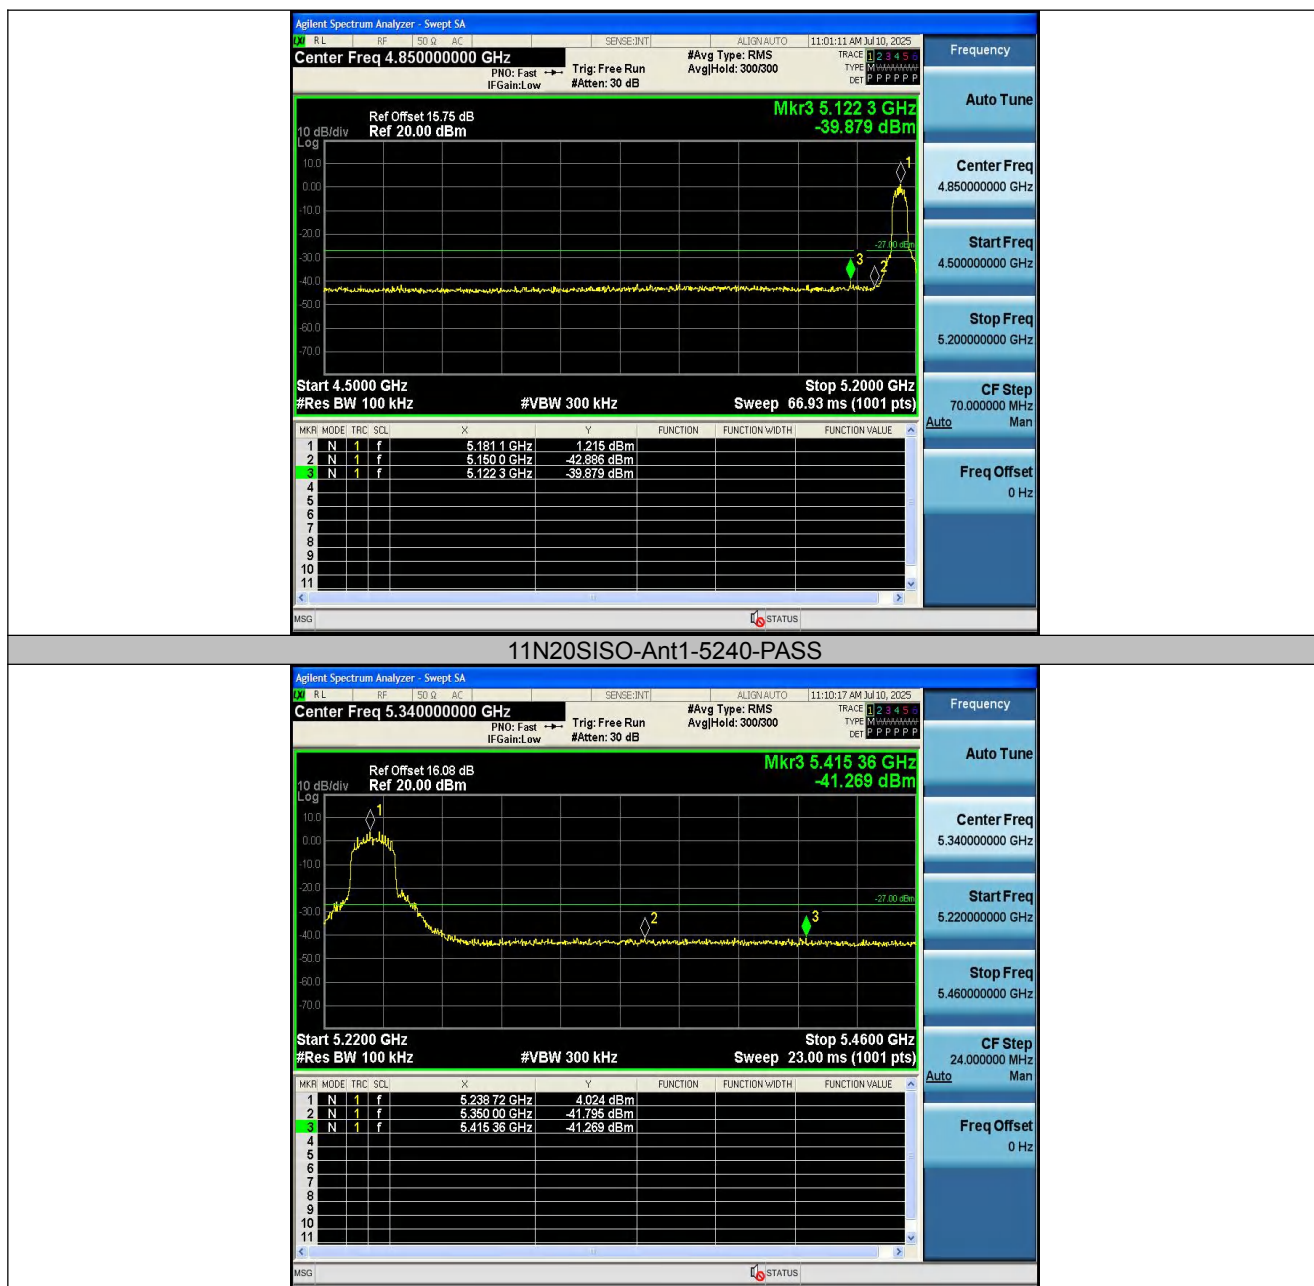 Agilent Spectrum Analyzer - Swept SA
LXI RL RF 50 Ω AC SENSE:INT ALIGN AUTO 11:01:11 AM Jul 10, 2025
Center Freq 4.850000000 GHz
PNO: Fast
IFGain:Low
Trig: Free Run
#Atten: 30 dB
#Avg Type: RMS
Avg|Hold: 300/300
TRACE 1 2 3 4 5 6
TYPE M
DET P P P P P P
Mkr3 5.122 3 GHz
-39.879 dBm
Ref Offset 15.75 dB
10 dB/div Ref 20.00 dBm
Log
10.0
0.00
-10.0
-20.0
-30.0
-40.0
-50.0
-60.0
-70.0
1
-27.00 dBm
3
2
Start 4.5000 GHz Stop 5.2000 GHz
#Res BW 100 kHz #VBW 300 kHz Sweep 66.93 ms (1001 pts)
MKR MODE TRC SCL X Y FUNCTION FUNCTION WIDTH FUNCTION VALUE
1 N 1 f 5.181 1 GHz 1.215 dBm
2 N 1 f 5.150 0 GHz -42.886 dBm
3 N 1 f 5.122 3 GHz -39.879 dBm
4
5
6
7
8
9
10
11
MSG STATUS
Frequency
Auto Tune
Center Freq
4.850000000 GHz
Start Freq
4.500000000 GHz
Stop Freq
5.200000000 GHz
CF Step
70.000000 MHz
Auto Man
Freq Offset
0 Hz
11N20SISO-Ant1-5240-PASS
Agilent Spectrum Analyzer - Swept SA
LXI RL RF 50 Ω AC SENSE:INT ALIGN AUTO 11:10:17 AM Jul 10, 2025
Center Freq 5.340000000 GHz
PNO: Fast
IFGain:Low
Trig: Free Run
#Atten: 30 dB
#Avg Type: RMS
Avg|Hold: 300/300
TRACE 1 2 3 4 5 6
TYPE M
DET P P P P P P
Mkr3 5.415 36 GHz
-41.269 dBm
Ref Offset 16.08 dB
10 dB/div Ref 20.00 dBm
Log
10.0
0.00
-10.0
-20.0
-30.0
-40.0
-50.0
-60.0
-70.0
1
-27.00 dBm
2
3
Start 5.2200 GHz Stop 5.4600 GHz
#Res BW 100 kHz #VBW 300 kHz Sweep 23.00 ms (1001 pts)
MKR MODE TRC SCL X Y FUNCTION FUNCTION WIDTH FUNCTION VALUE
1 N 1 f 5.238 72 GHz 4.024 dBm
2 N 1 f 5.350 00 GHz -41.795 dBm
3 N 1 f 5.415 36 GHz -41.269 dBm
4
5
6
7
8
9
10
11
MSG STATUS
Frequency
Auto Tune
Center Freq
5.340000000 GHz
Start Freq
5.220000000 GHz
Stop Freq
5.460000000 GHz
CF Step
24.000000 MHz
Auto Man
Freq Offset
0 Hz